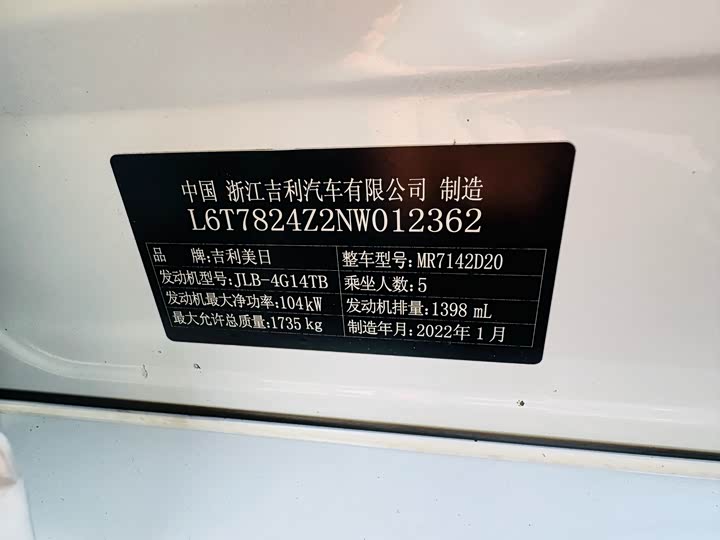 中国 浙江吉利汽车有限公司 制造
L6T7824Z2NW012362
品 牌:吉利美日 整车型号:MR7142D20
发动机型号:JLB-4G14TB 乘坐人数:5
发动机最大净功率:104kW 发动机排量:1398 mL
最大允许总质量:1735 kg 制造年月:2022年 1 月